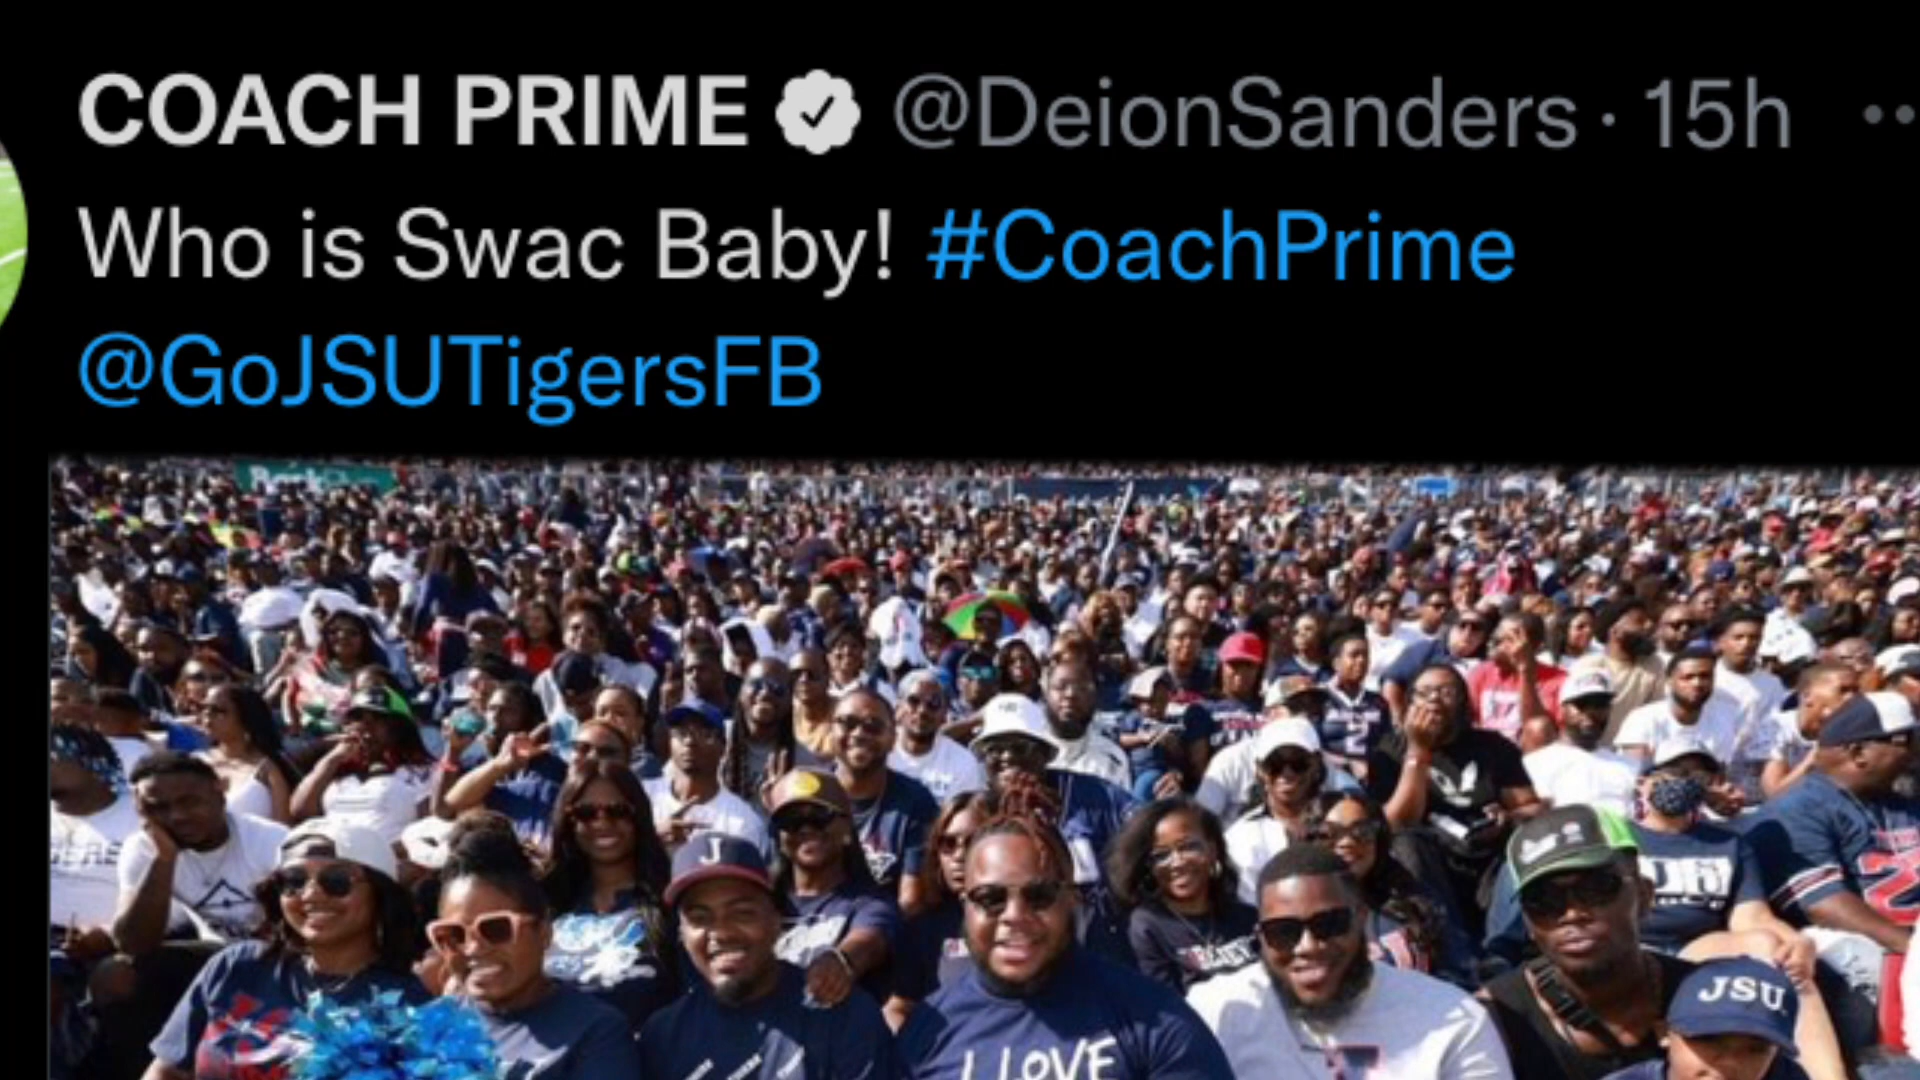 COACH PRIME @DeionSanders · 15h
Who is Swac Baby! #CoachPrime
@GoJSUTigersFB
J
JSU
I LOVE